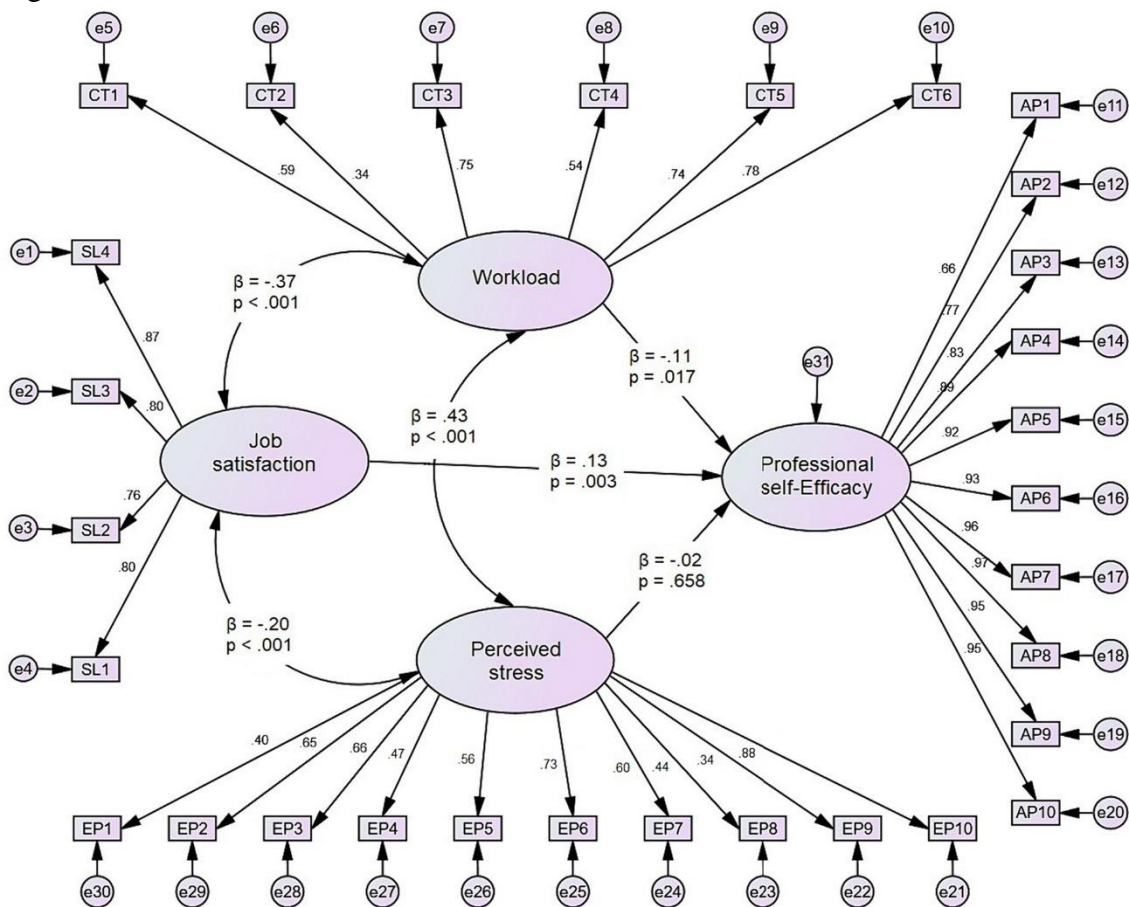 e5
e6
e7
e8
e9
e10
CT1
CT2
CT3
CT4
CT5
CT6
.59
.34
.75
.54
.74
.78
Workload
e1
SL4
e2
SL3
e3
SL2
e4
SL1
.87
.80
.76
.80
Job
satisfaction
β = -.37
p < .001
β = .43
p < .001
β = -.20
p < .001
β = -.11
p = .017
β = .13
p = .003
β = -.02
p = .658
e31
Professional
self-Efficacy
.66
.77
.83
.89
.92
.93
.96
.97
.95
.95
AP1
e11
AP2
e12
AP3
e13
AP4
e14
AP5
e15
AP6
e16
AP7
e17
AP8
e18
AP9
e19
AP10
e20
Perceived
stress
.40
.65
.66
.47
.56
.73
.60
.44
.34
.88
EP1
EP2
EP3
EP4
EP5
EP6
EP7
EP8
EP9
EP10
e30
e29
e28
e27
e26
e25
e24
e23
e22
e21